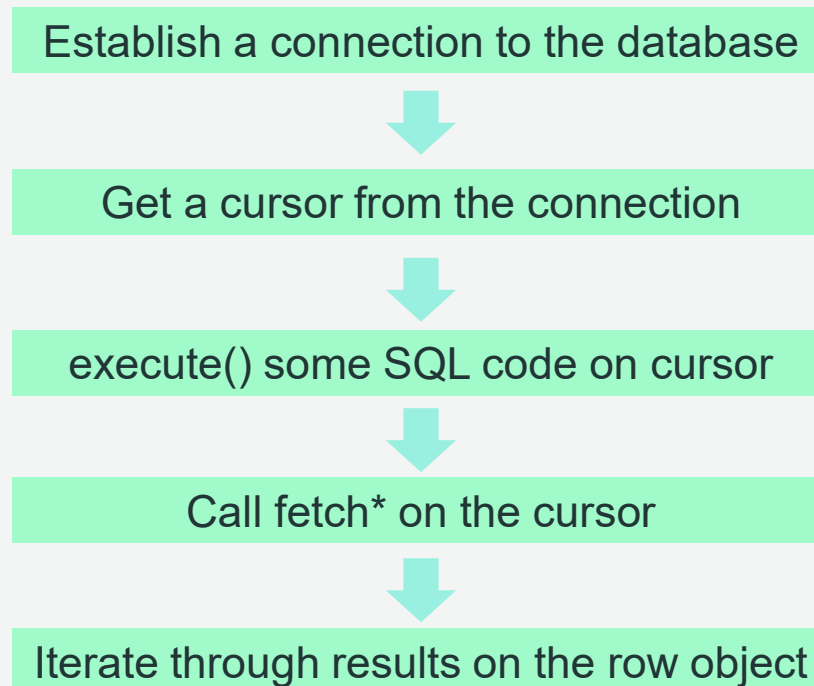 Establish a connection to the database
Get a cursor from the connection
execute() some SQL code on cursor
Call fetch* on the cursor
Iterate through results on the row object